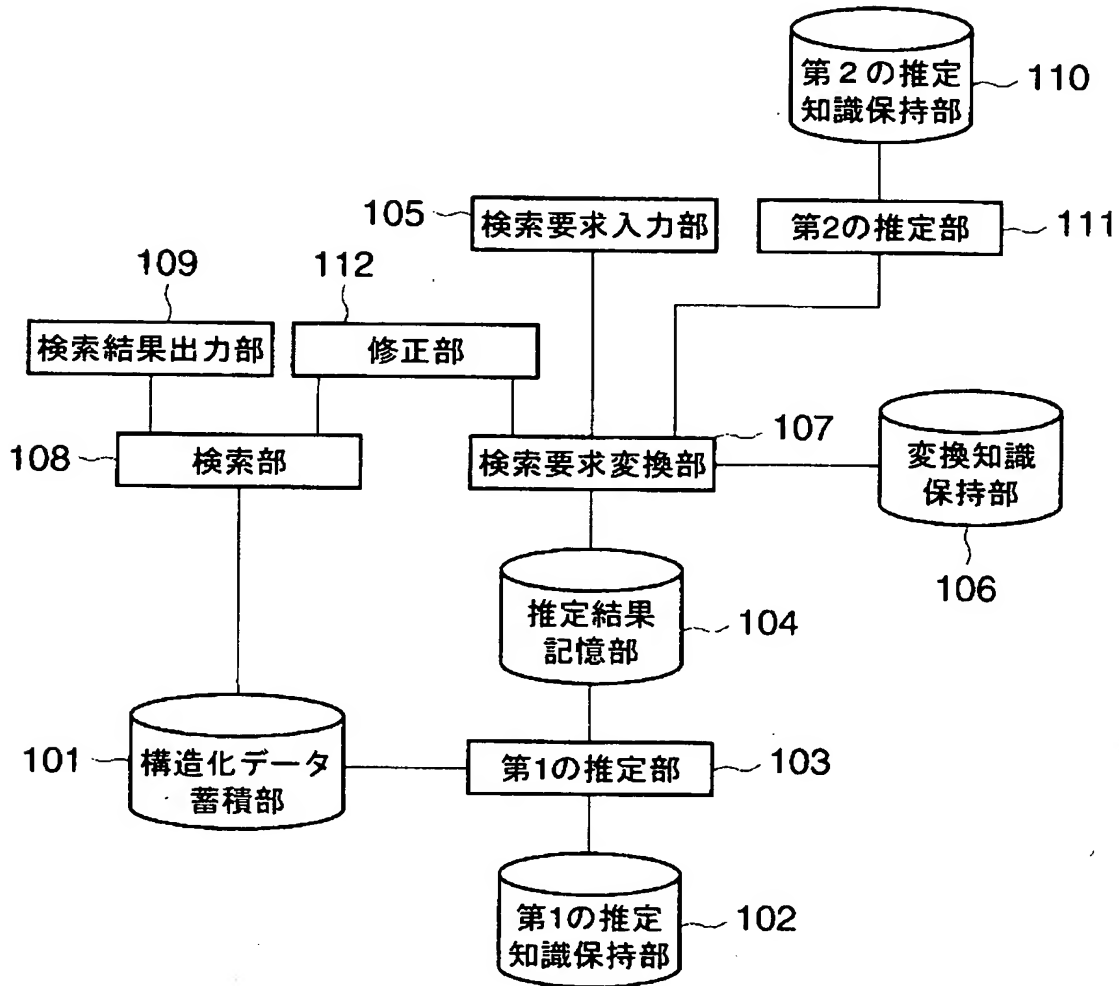 第２の推定
知識保持部
110
105
検索要求入力部
第2の推定部
111
109
112
検索結果出力部
修正部
107
108
検索部
検索要求変換部
変換知識
保持部
106
推定結果
記憶部
104
101
構造化データ
蓄積部
第1の推定部
103
第1の推定
知識保持部
102